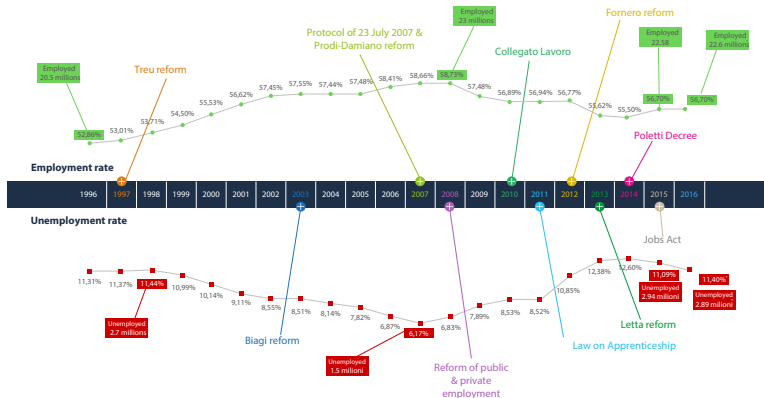 Fornero reform
Employed
23 million
Employed
22.58
Employed
22.6 million
Protocol of 23 July 2007 &
Prodi-Damiano reform
Collegato Lavoro
Employed
20.5 millions
Treu reform
52,86%
53,01%
53,71%
54,50%
55,53%
56,62%
57,45%
57,55%
57,44%
57,48%
58,41%
58,66%
58,73%
57,48%
56,89%
56,94%
56,77%
55,62%
55,50%
56,70%
56,70%
Poletti Decree
Employment rate
1996 1997 1998 1999 2000 2001 2002 2003 2004 2005 2006 2007 2008 2009 2010 2011 2012 2013 2014 2015 2016
Unemployment rate
Jobs Act
11,31%
11,37%
11,44%
10,99%
10,14%
9,11%
8,55%
8,51%
8,14%
7,82%
6,87%
6,17%
6,83%
7,89%
8,53%
8,52%
10,85%
12,38%
12,60%
11,09%
11,40%
Unemployed
2.94 milioni
Unemployed
2.89 milioni
Unemployed
2.7 millions
Letta reform
Biagi reform
Law on Apprenticeship
Unemployed
1.5 milioni
Reform of public
& private
employment